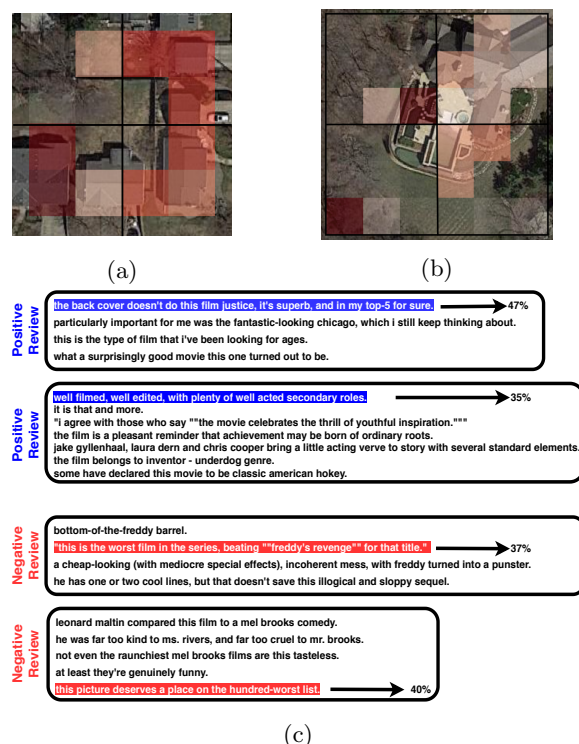 (a)
(b)
Positive
Review
the back cover doesn't do this film justice, it's superb, and in my top-5 for sure.
47%
particularly important for me was the fantastic-looking chicago, which i still keep thinking about.
this is the type of film that i've been looking for ages.
what a surprisingly good movie this one turned out to be.
Positive
Review
well filmed, well edited, with plenty of well acted secondary roles.
35%
it is that and more.
"i agree with those who say ""the movie celebrates the thrill of youthful inspiration."""
the film is a pleasant reminder that achievement may be born of ordinary roots.
jake gyllenhaal, laura dern and chris cooper bring a little acting verve to story with several standard elements.
the film belongs to inventor - underdog genre.
some have declared this movie to be classic american hokey.
Negative
Review
bottom-of-the-freddy barrel.
"this is the worst film in the series, beating ""freddy's revenge"" for that title."
37%
a cheap-looking (with mediocre special effects), incoherent mess, with freddy turned into a punster.
he has one or two cool lines, but that doesn't save this illogical and sloppy sequel.
Negative
Review
leonard maltin compared this film to a mel brooks comedy.
he was far too kind to ms. rivers, and far too cruel to mr. brooks.
not even the raunchiest mel brooks films are this tasteless.
at least they're genuinely funny.
this picture deserves a place on the hundred-worst list.
40%
(c)